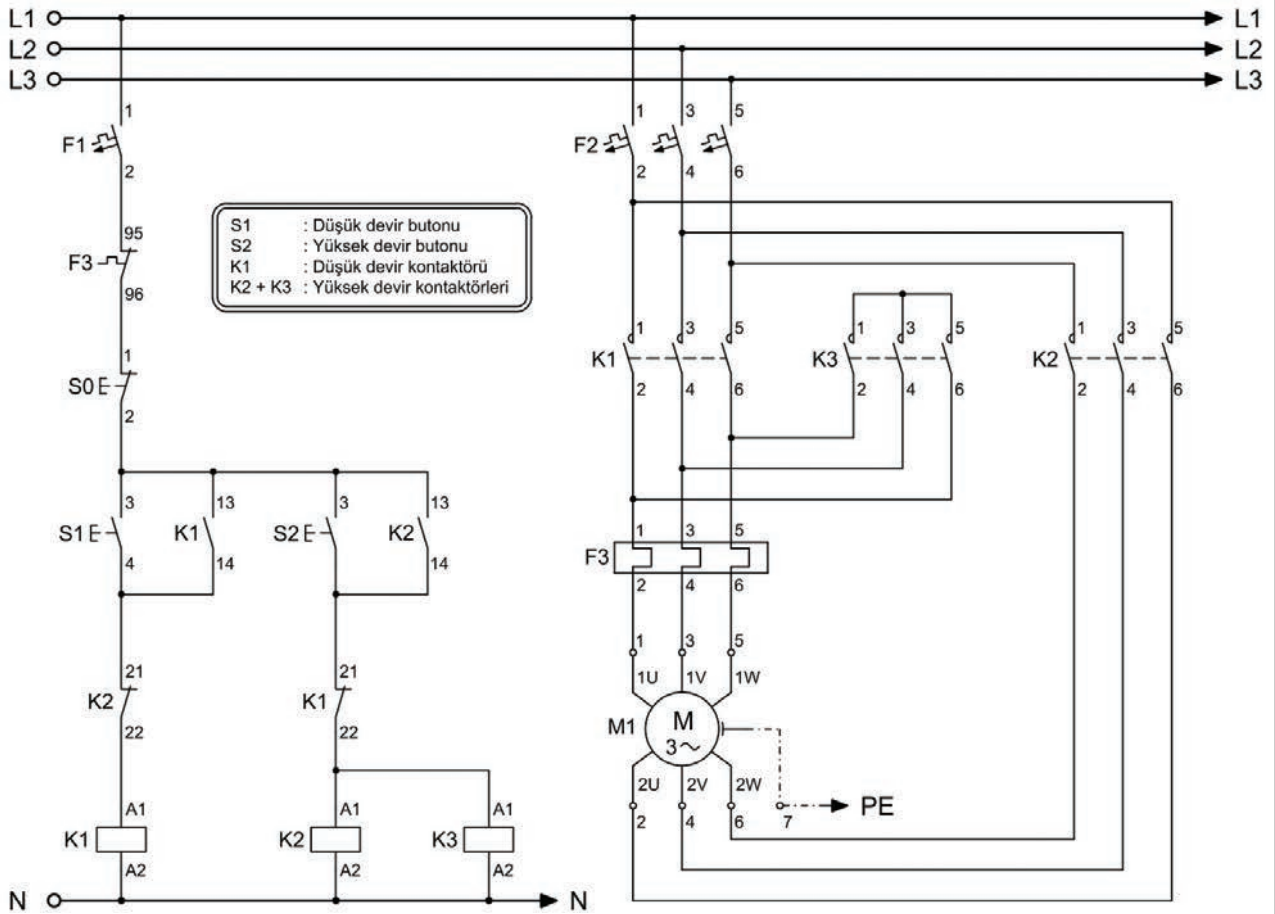 L1 L1
L2 L2
L3 L3
1 1 3 5
F1 F2
2 2 4 6
S1 : Düşük devir butonu
S2 : Yüksek devir butonu
K1 : Düşük devir kontaktörü
K2 + K3 : Yüksek devir kontaktörleri
95
F3
96
1 3 5 1 3 5 1 3 5
K1 K3 K2
2 4 6 2 4 6 2 4 6
1
S0
2
3 13 3 13
S1 K1 S2 K2
4 14 4 14
1 3 5
F3
2 4 6
1 3 5
1U 1V 1W
21 21
K2 K1
22 22
M1 M
3~
2U 2V 2W
2 4 6 7 PE
A1 A1 A1
K1 K2 K3
A2 A2 A2
N N